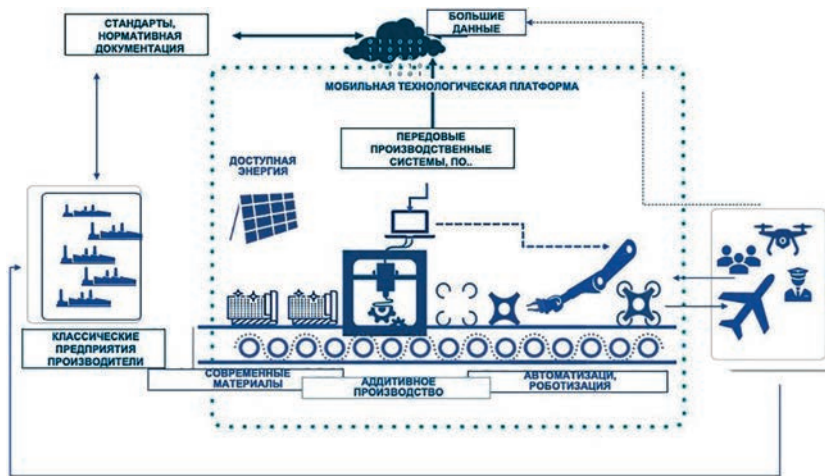 СТАНДАРТЫ,
НОРМАТИВНАЯ
ДОКУМЕНТАЦИЯ
БОЛЬШИЕ
ДАННЫЕ
МОБИЛЬНАЯ ТЕХНОЛОГИЧЕСКАЯ ПЛАТФОРМА
ПЕРЕДОВЫЕ
ПРОИЗВОДСТВЕННЫЕ
СИСТЕМЫ, ПО..
ДОСТУПНАЯ
ЭНЕРГИЯ
КЛАССИЧЕСКИЕ
ПРЕДПРИЯТИЯ
ПРОИЗВОДИТЕЛИ
СОВРЕМЕННЫЕ
МАТЕРИАЛЫ
АДДИТИВНОЕ
ПРОИЗВОДСТВО
АВТОМАТИЗАЦИ,
РОБОТИЗАЦИЯ